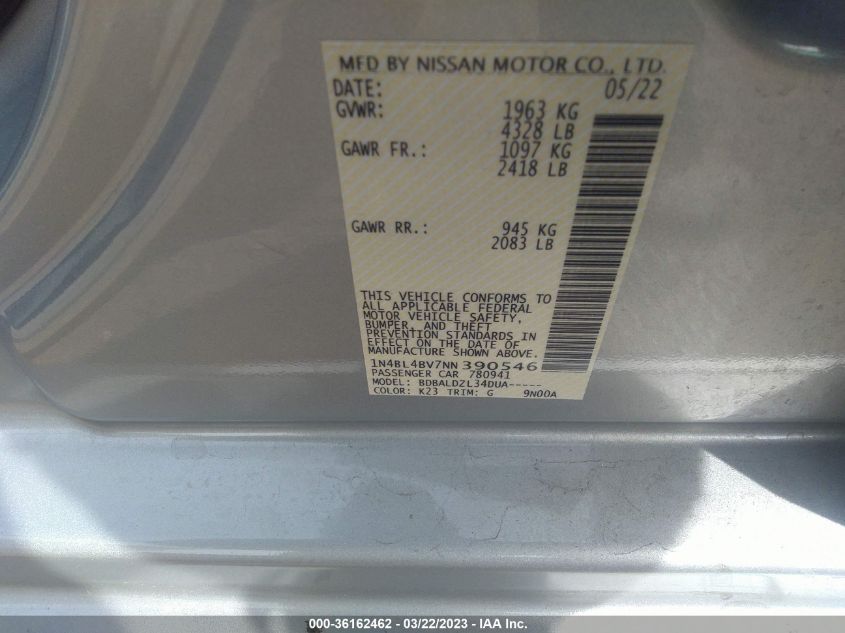 MFD BY NISSAN MOTOR CO., LTD.
DATE: 05/22
GVWR: 1963 KG
4328 LB
GAWR FR.: 1097 KG
2418 LB
GAWR RR.: 945 KG
2083 LB
THIS VEHICLE CONFORMS TO
ALL APPLICABLE FEDERAL
MOTOR VEHICLE SAFETY,
BUMPER, AND THEFT
PREVENTION STANDARDS IN
EFFECT ON THE DATE OF
MANUFACTURE SHOWN ABOVE.
1N4BL4BV7NN390546
PASSENGER CAR 780941
MODEL: BDBALDZL34DUA-----
COLOR: K23 TRIM: G 9N00A
000-36162462 - 03/22/2023 - IAA Inc.